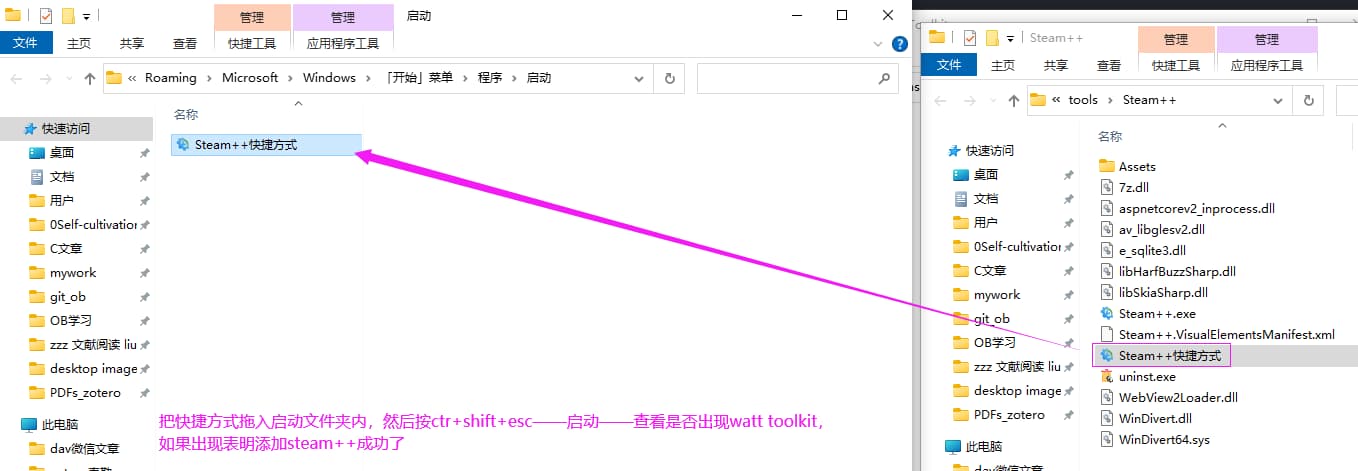 管理
管理
启动
文件
主页
共享
查看
快捷工具
应用程序工具
« Roaming › Microsoft › Windows › 「开始」菜单 › 程序 › 启动
名称
快速访问
桌面
文档
用户
0Self-cultivation
C文章
mywork
git_ob
OB学习
zzz 文献阅读 liu
desktop image
PDFs_zotero
此电脑
dav微信文章
Steam++快捷方式
把快捷方式拖入启动文件夹内，然后按ctr+shift+esc——启动——查看是否出现watt toolkit，
如果出现表明添加steam++成功了
Steam++
管理
管理
文件
主页
共享
查看
快捷工具
应用程序工具
« tools › Steam++
名称
快速访问
桌面
文档
用户
0Self-cultivation
C文章
mywork
git_ob
OB学习
zzz 文献阅读 liu
desktop image
PDFs_zotero
此电脑
Assets
7z.dll
aspnetcorev2_inprocess.dll
av_libglesv2.dll
e_sqlite3.dll
libHarfBuzzSharp.dll
libSkiaSharp.dll
Steam++.exe
Steam++.VisualElementsManifest.xml
Steam++快捷方式
uninst.exe
WebView2Loader.dll
WinDivert.dll
WinDivert64.sys